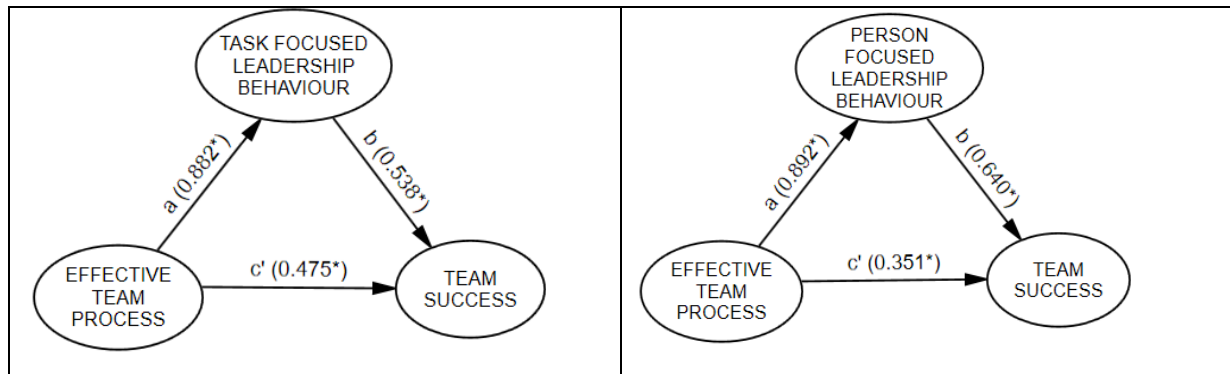 TASK FOCUSED
LEADERSHIP
BEHAVIOUR
a (0.882*)
b (0.538*)
c' (0.475*)
EFFECTIVE
TEAM
PROCESS
TEAM
SUCCESS
PERSON
FOCUSED
LEADERSHIP
BEHAVIOUR
a (0.892*)
b (0.640*)
c' (0.351*)
EFFECTIVE
TEAM
PROCESS
TEAM
SUCCESS